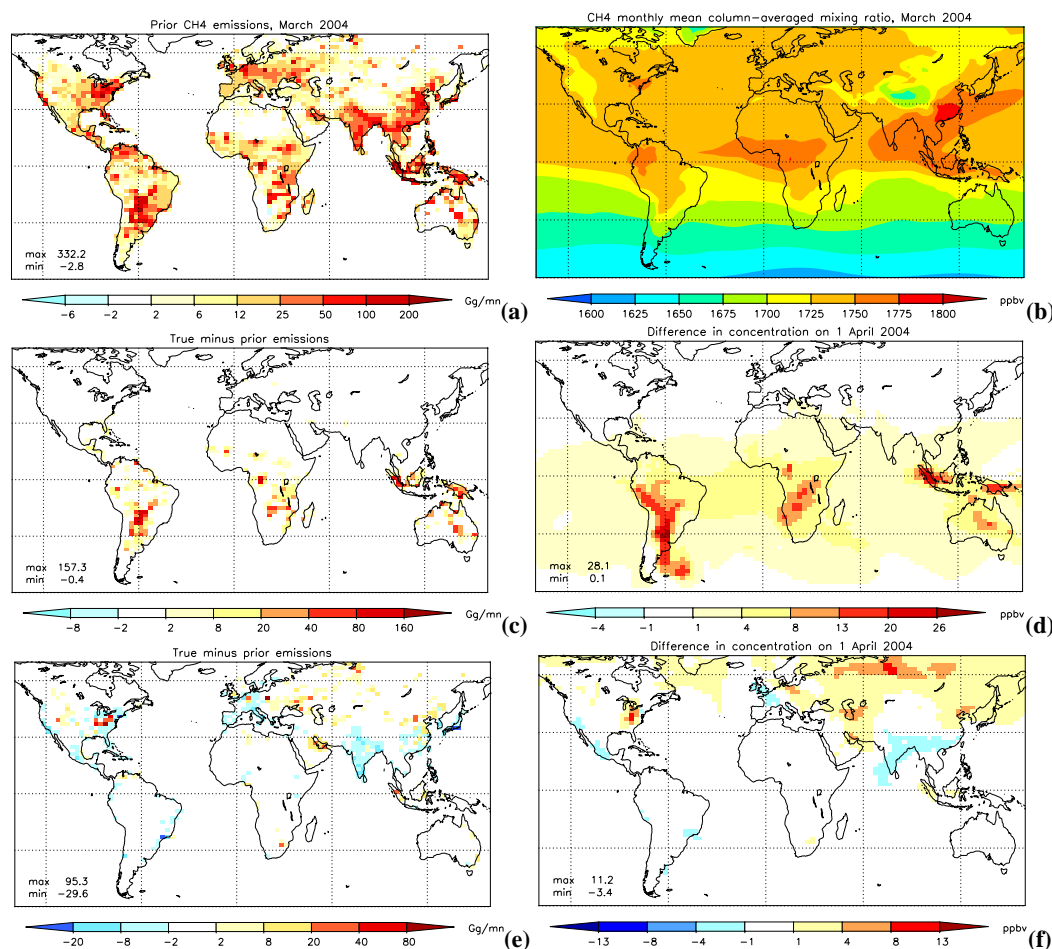 Prior CH4 emissions, March 2004
max 332.2
min -2.8
-6 -2 2 6 12 25 50 100 200 Gg/mn (a)
CH4 monthly mean column-averaged mixing ratio, March 2004
1600 1625 1650 1675 1700 1725 1750 1775 1800 ppbv (b)
True minus prior emissions
max 157.3
min -0.4
-8 -2 2 8 20 40 80 160 Gg/mn (c)
Difference in concentration on 1 April 2004
max 28.1
min 0.1
-4 -1 1 4 8 13 20 26 ppbv (d)
True minus prior emissions
max 95.3
min -29.6
-20 -8 -2 2 8 20 40 80 Gg/mn (e)
Difference in concentration on 1 April 2004
max 11.2
min -3.4
-13 -8 -4 -1 1 4 8 13 ppbv (f)